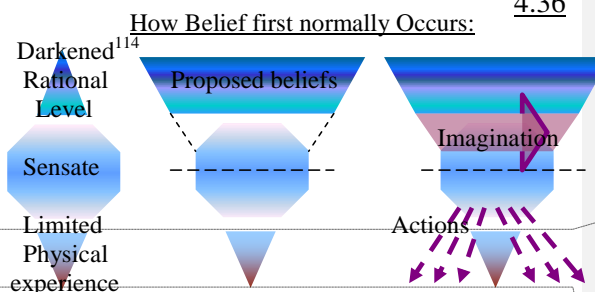 4.36
How Belief first normally Occurs:
Darkened114
Rational
Level
Proposed beliefs
Imagination
Sensate
Limited
Physical
experience
Actions